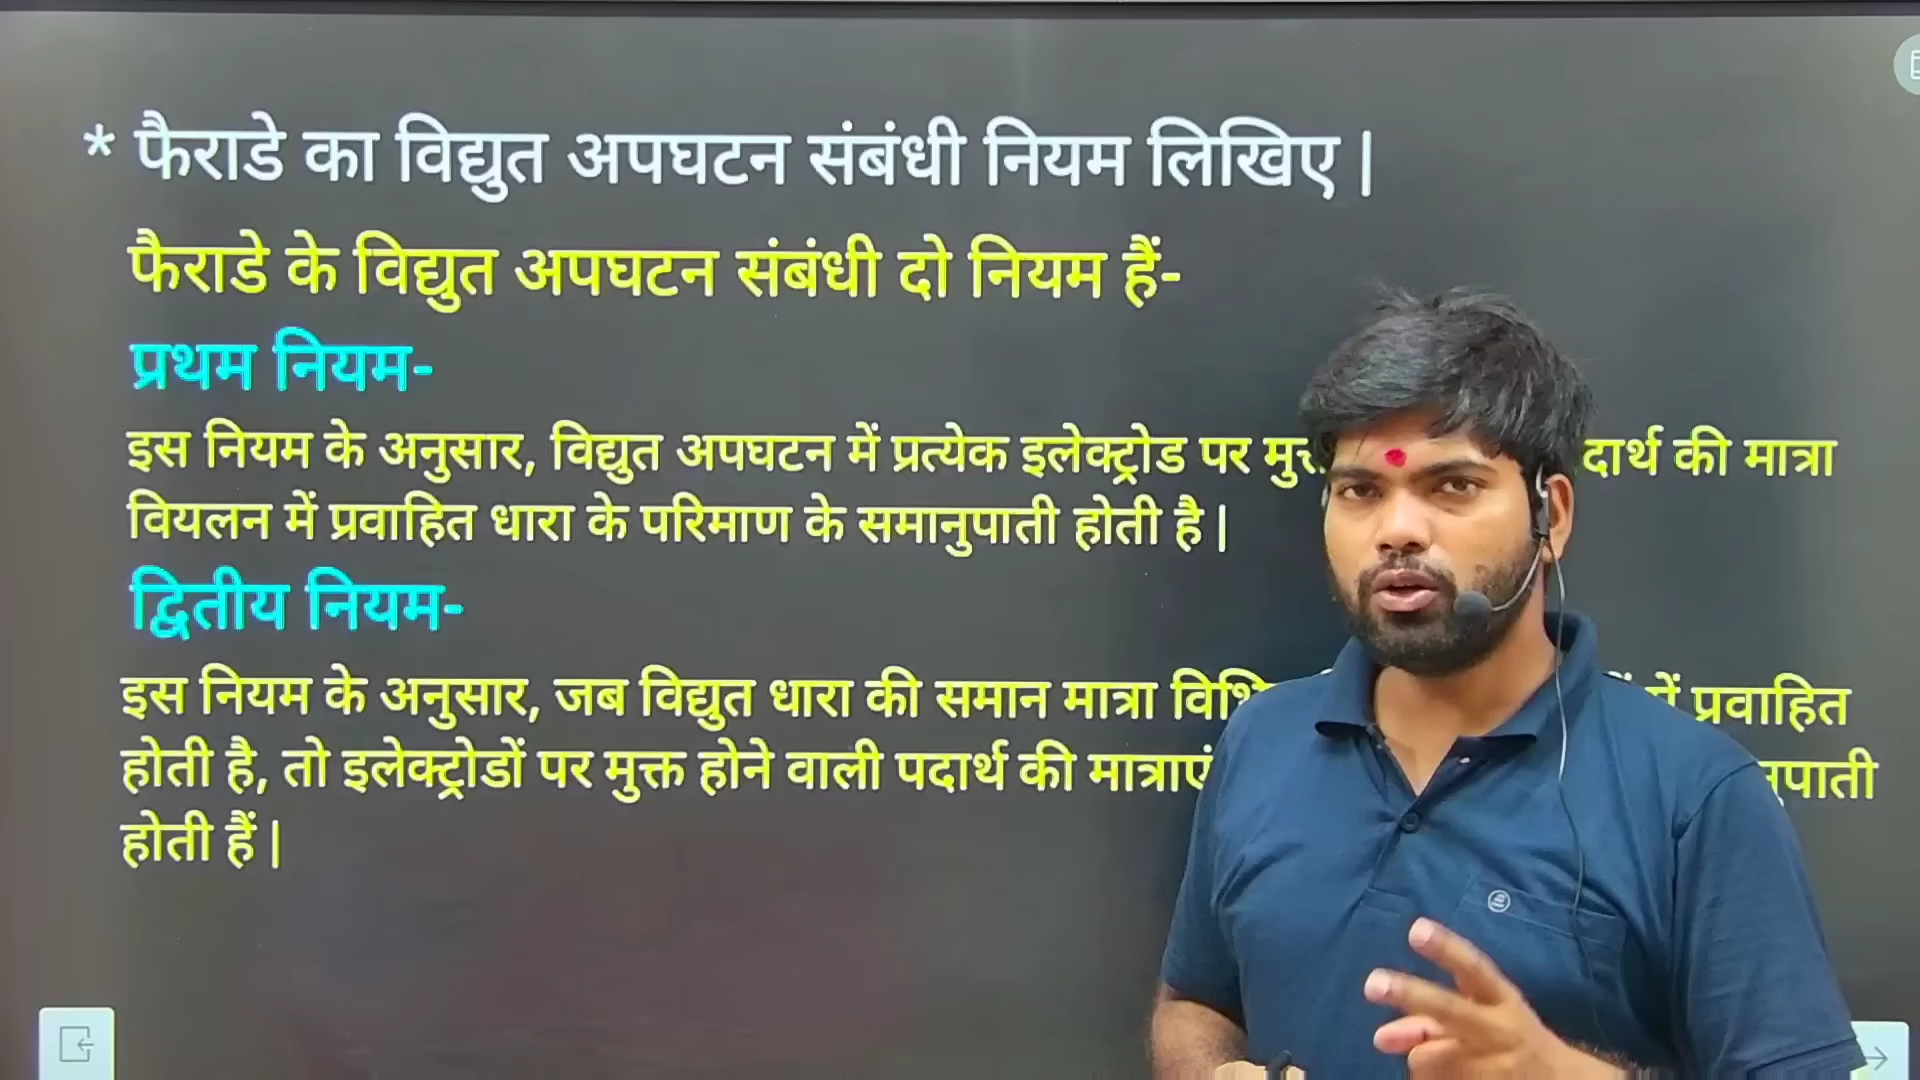 * फैराडे का विद्युत अपघटन संबंधी नियम लिखिए |
फैराडे के विद्युत अपघटन संबंधी दो नियम हैं-
प्रथम नियम-
इस नियम के अनुसार, विद्युत अपघटन में प्रत्येक इलेक्ट्रोड पर की मात्रा
वियलन में प्रवाहित धारा के परिमाण के समानुपाती होती है |
द्वितीय नियम-
इस नियम के अनुसार, जब विद्युत धारा की समान मात्रा में प्रवाहित
होती है, तो इलेक्ट्रोडों पर मुक्त होने वाली पदार्थ की मात्राएं
होती हैं |